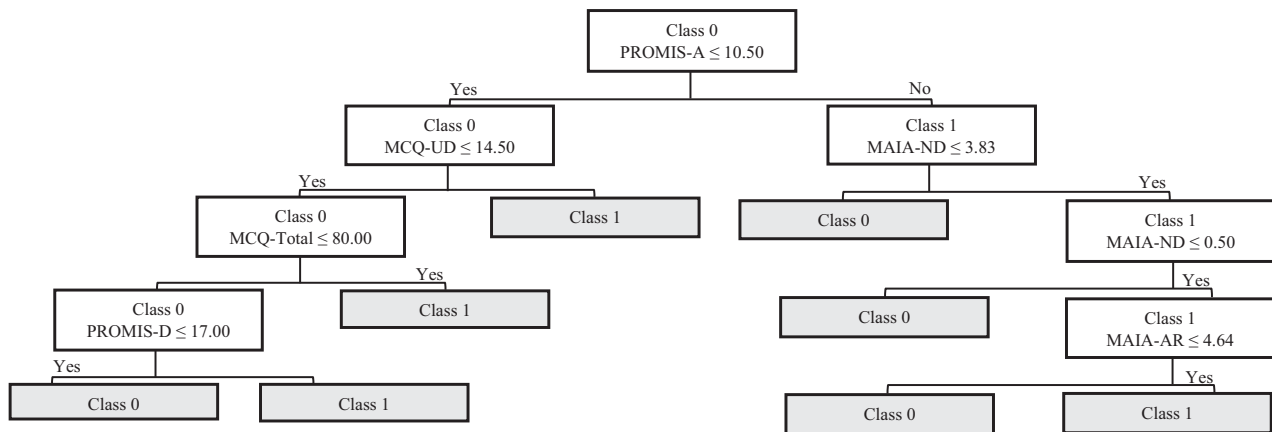 Class 0
PROMIS-A ≤ 10.50
Yes
No
Class 0
MCQ-UD ≤ 14.50
Class 1
MAIA-ND ≤ 3.83
Yes
Yes
Class 0
MCQ-Total ≤ 80.00
Class 1
Class 0
Class 1
MAIA-ND ≤ 0.50
Yes
Yes
Class 0
PROMIS-D ≤ 17.00
Class 1
Class 0
Class 1
MAIA-AR ≤ 4.64
Yes
Yes
Class 0
Class 1
Class 0
Class 1